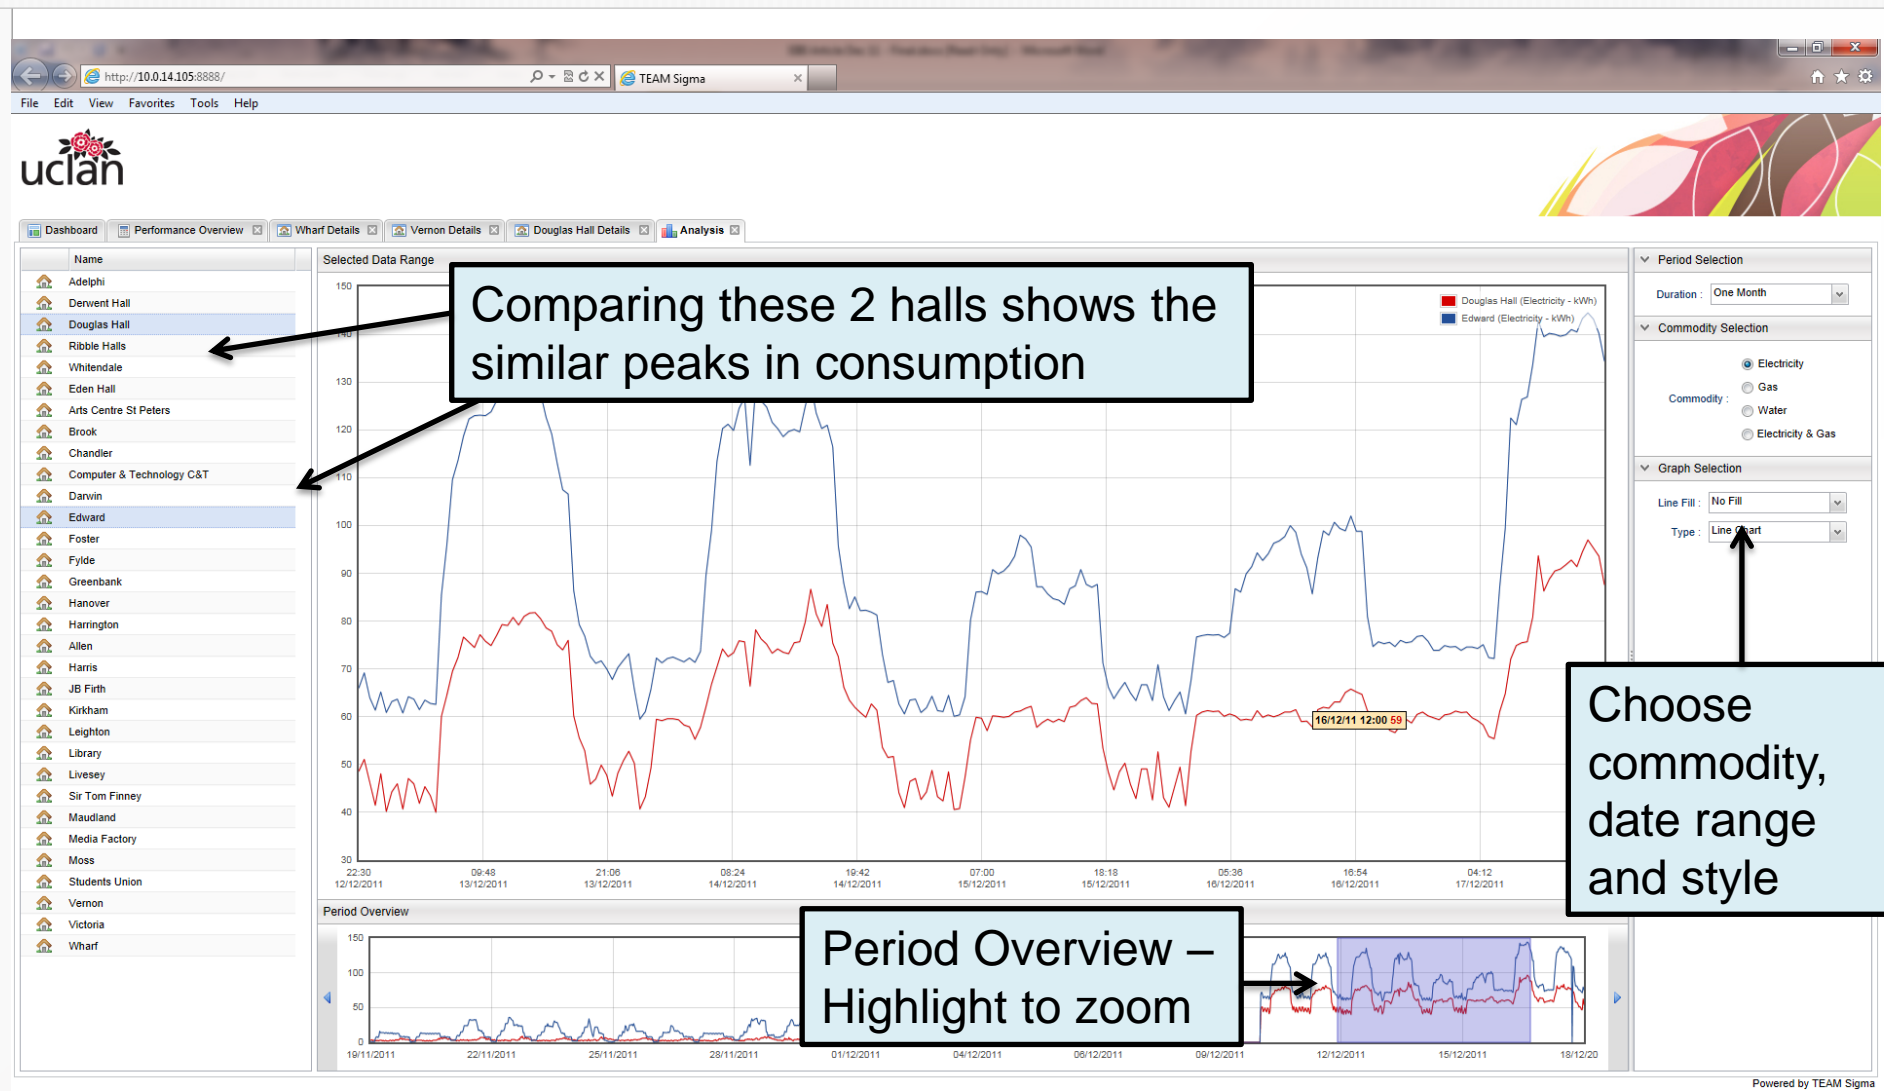 http://10.0.14.105:8888/
TEAM Sigma
File Edit View Favorites Tools Help
uclan
Dashboard Performance Overview Wharf Details Vernon Details Douglas Hall Details Analysis
Name
Adelphi
Derwent Hall
Douglas Hall
Ribble Halls
Whitendale
Eden Hall
Arts Centre St Peters
Brook
Chandler
Computer & Technology C&T
Darwin
Edward
Foster
Fylde
Greenbank
Hanover
Harrington
Allen
Harris
JB Firth
Kirkham
Leighton
Library
Livesey
Sir Tom Finney
Maudland
Media Factory
Moss
Students Union
Vernon
Victoria
Wharf
Selected Data Range
Comparing these 2 halls shows the
similar peaks in consumption
Douglas Hall (Electricity - kWh)
Edward (Electricity - kWh)
150
140
130
120
110
100
90
80
70
60
50
40
30
16/12/11 12:00 59
22:30 09:48 21:06 08:24 19:42 07:00 18:18 05:36 16:54 04:12
12/12/2011 13/12/2011 13/12/2011 14/12/2011 14/12/2011 15/12/2011 15/12/2011 16/12/2011 16/12/2011 17/12/2011
Period Overview
Period Overview –
Highlight to zoom
150
100
50
0
19/11/2011 22/11/2011 25/11/2011 28/11/2011 01/12/2011 04/12/2011 06/12/2011 09/12/2011 12/12/2011 15/12/2011 18/12/20
Period Selection
Duration : One Month
Commodity Selection
Commodity :
Electricity
Gas
Water
Electricity & Gas
Graph Selection
Line Fill : No Fill
Type : Line Chart
Choose
commodity,
date range
and style
Powered by TEAM Sigma